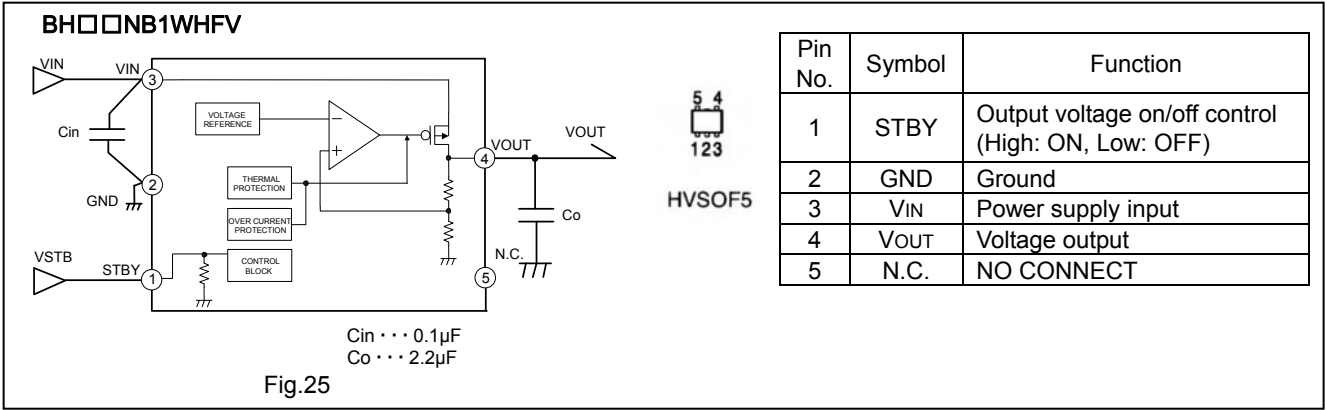 BH□□NB1WHFV
VIN
VIN
3
VOLTAGE
REFERENCE
−
+
Cin
THERMAL
PROTECTION
OVER CURRENT
PROTECTION
2
GND
VSTB
STBY
1
CONTROL
BLOCK
VOUT
4
VOUT
Co
N.C.
5
Cin・・・0.1µF
Co・・・2.2µF
Fig.25
5 4
1 2 3
HVSOF5
Pin No. Symbol Function
1 STBY Output voltage on/off control
(High: ON, Low: OFF)
2 GND Ground
3 VIN Power supply input
4 VOUT Voltage output
5 N.C. NO CONNECT